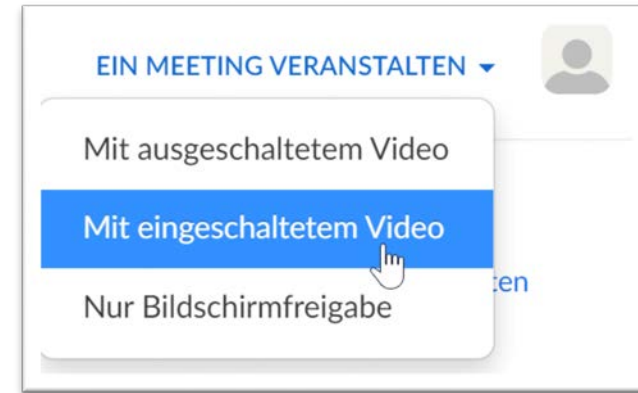 EIN MEETING VERANSTALTEN
Mit ausgeschaltetem Video
Mit eingeschaltetem Video
Nur Bildschirmfreigabe